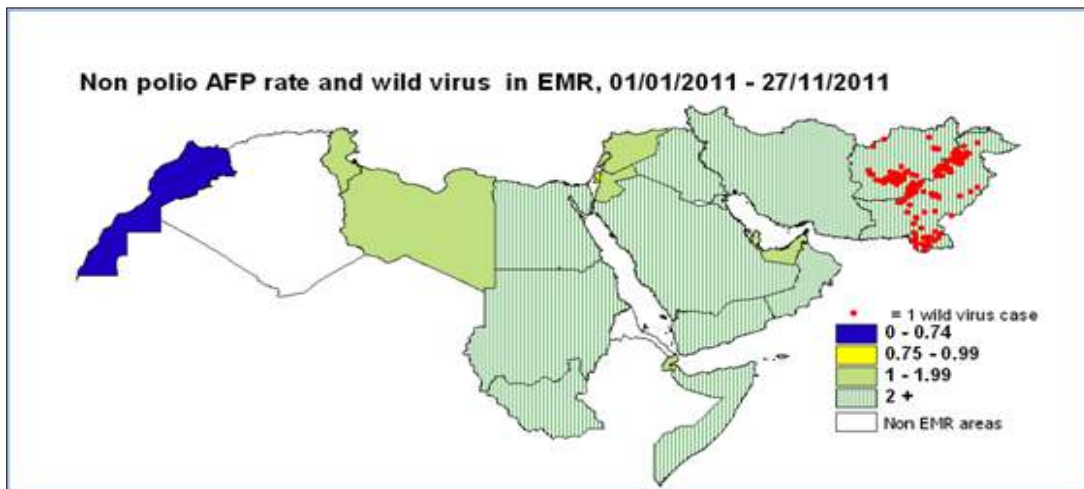 Non polio AFP rate and wild virus in EMR, 01/01/2011 - 27/11/2011
= 1 wild virus case
0 - 0.74
0.75 - 0.99
1 - 1.99
2 +
Non EMR areas